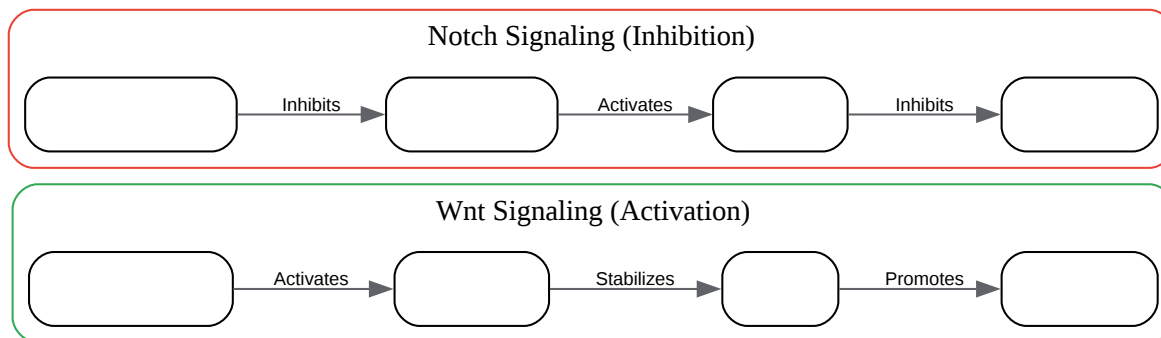 Notch Signaling (Inhibition)
Inhibits
Activates
Inhibits
Wnt Signaling (Activation)
Activates
Stabilizes
Promotes